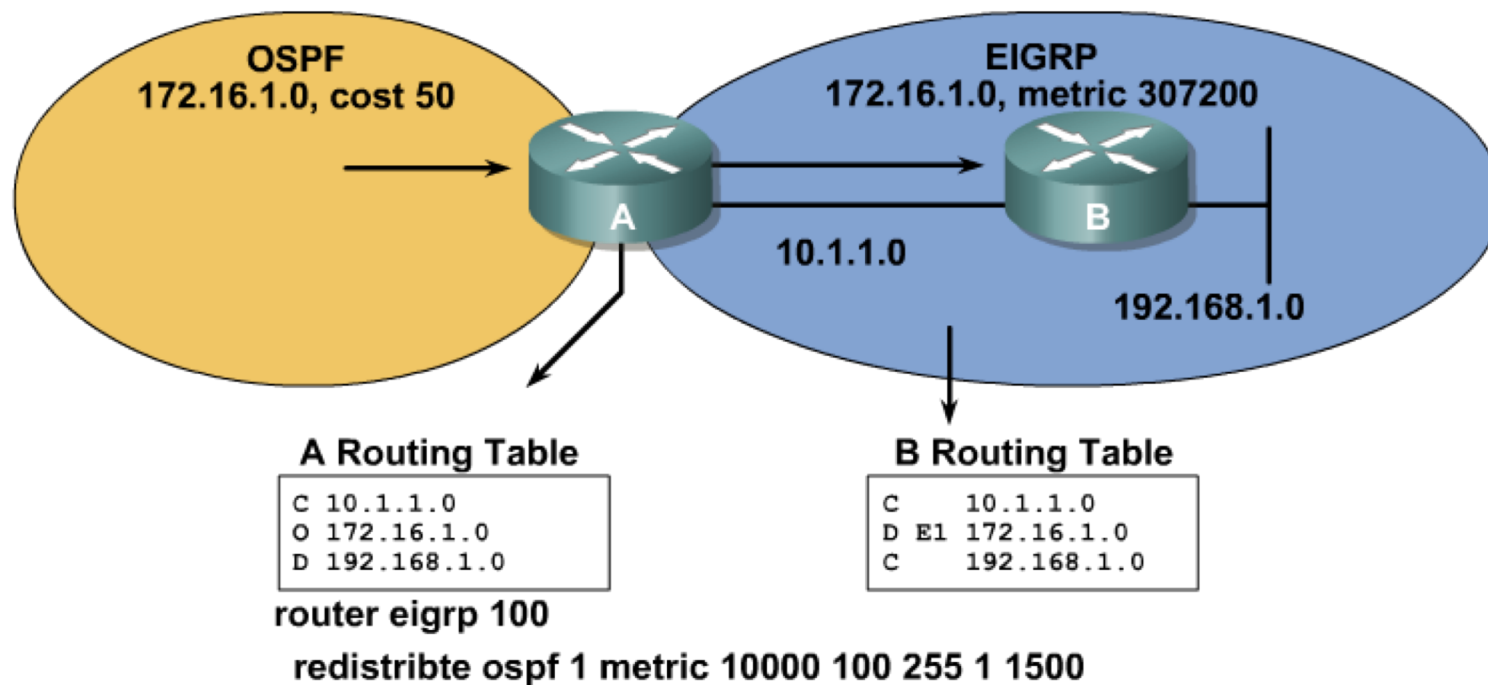 OSPF
172.16.1.0, cost 50
EIGRP
172.16.1.0, metric 307200
A
B
10.1.1.0
192.168.1.0
A Routing Table
C 10.1.1.0
O 172.16.1.0
D 192.168.1.0
B Routing Table
C 10.1.1.0
D E1 172.16.1.0
C 192.168.1.0
router eigrp 100
redistribte ospf 1 metric 10000 100 255 1 1500